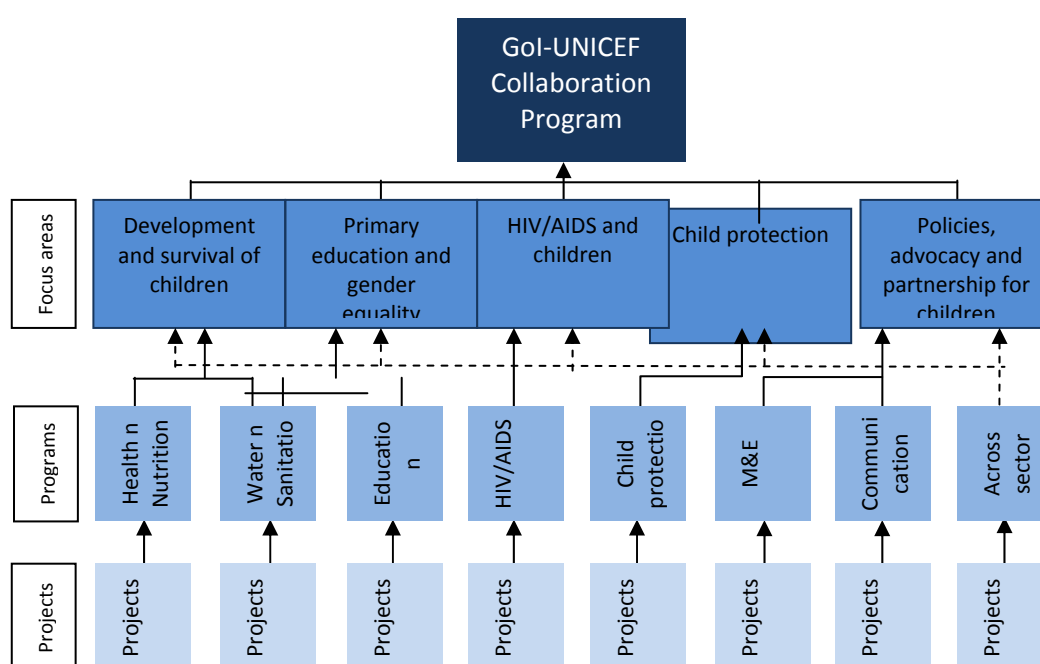 GoI-UNICEF
Collaboration
Program
Focus areas
Development
and survival of
children
Primary
education and
gender
equality
HIV/AIDS and
children
Child protection
Policies,
advocacy and
partnership for
children
Programs
Health n
Nutrition
Water n
Sanitatio
Educatio
n
HIV/AIDS
Child
protectio
M&E
Communi
cation
Across
sector
Projects
Projects
Projects
Projects
Projects
Projects
Projects
Projects
Projects